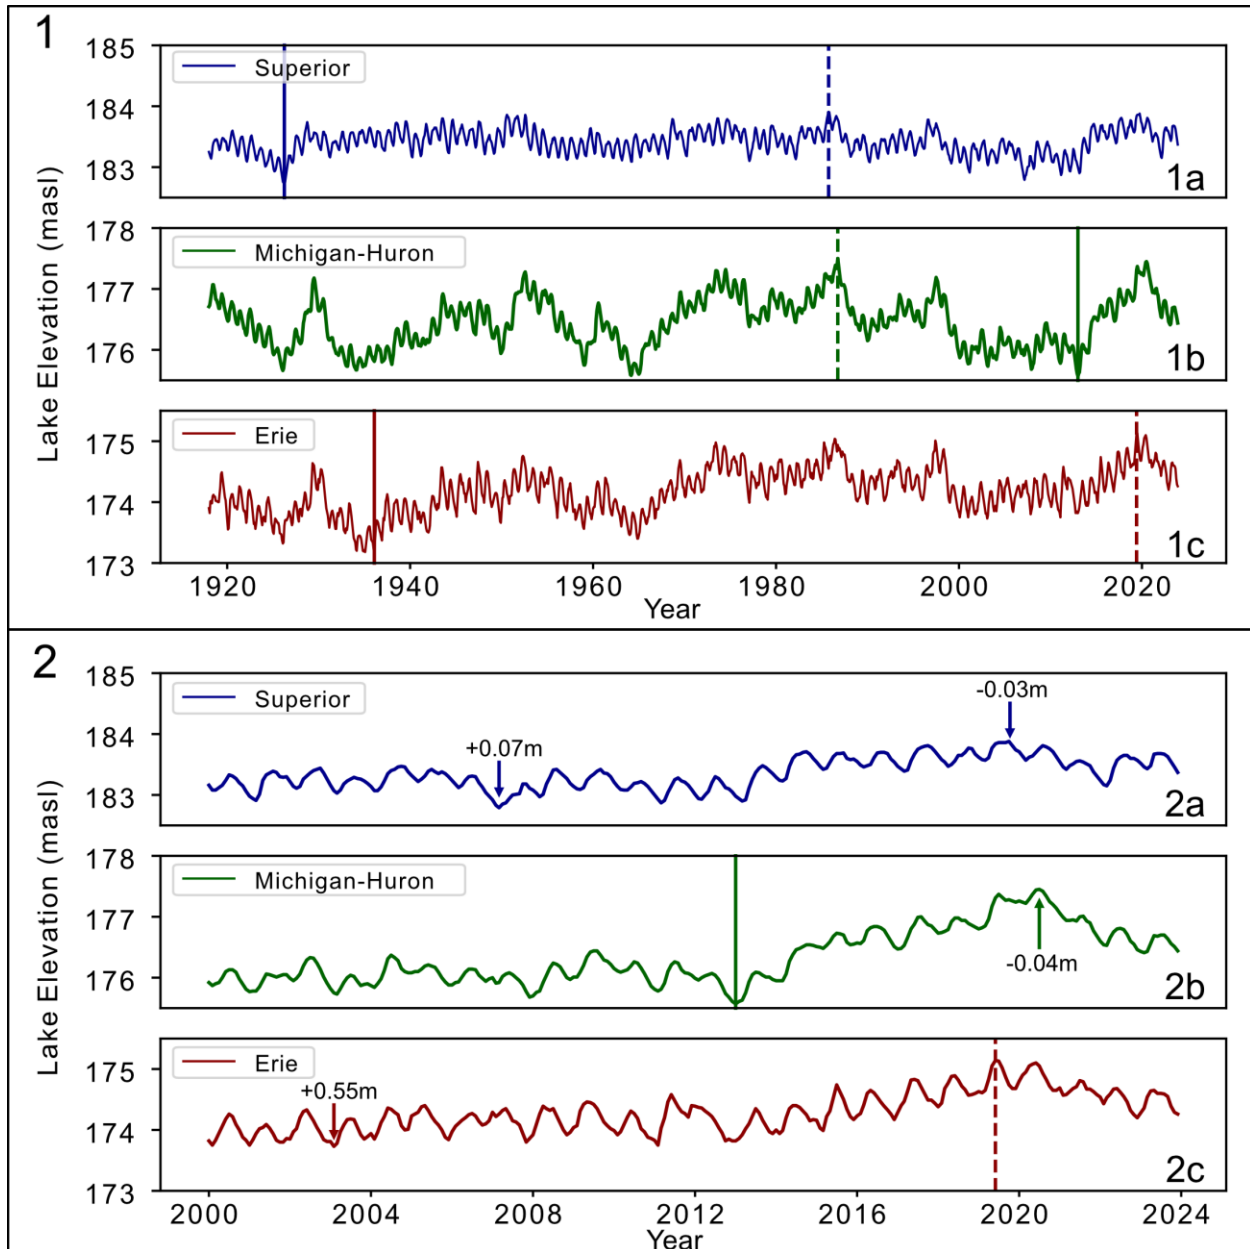 1
185
184
183
Superior
1a
178
177
176
Michigan-Huron
1b
175
174
173
Erie
1c
Lake Elevation (masl)
1920 1940 1960 1980 2000 2020
Year
2
185
184
183
Superior
+0.07m
-0.03m
2a
178
177
176
Michigan-Huron
-0.04m
2b
175
174
173
Erie
+0.55m
2c
Lake Elevation (masl)
2000 2004 2008 2012 2016 2020 2024
Year